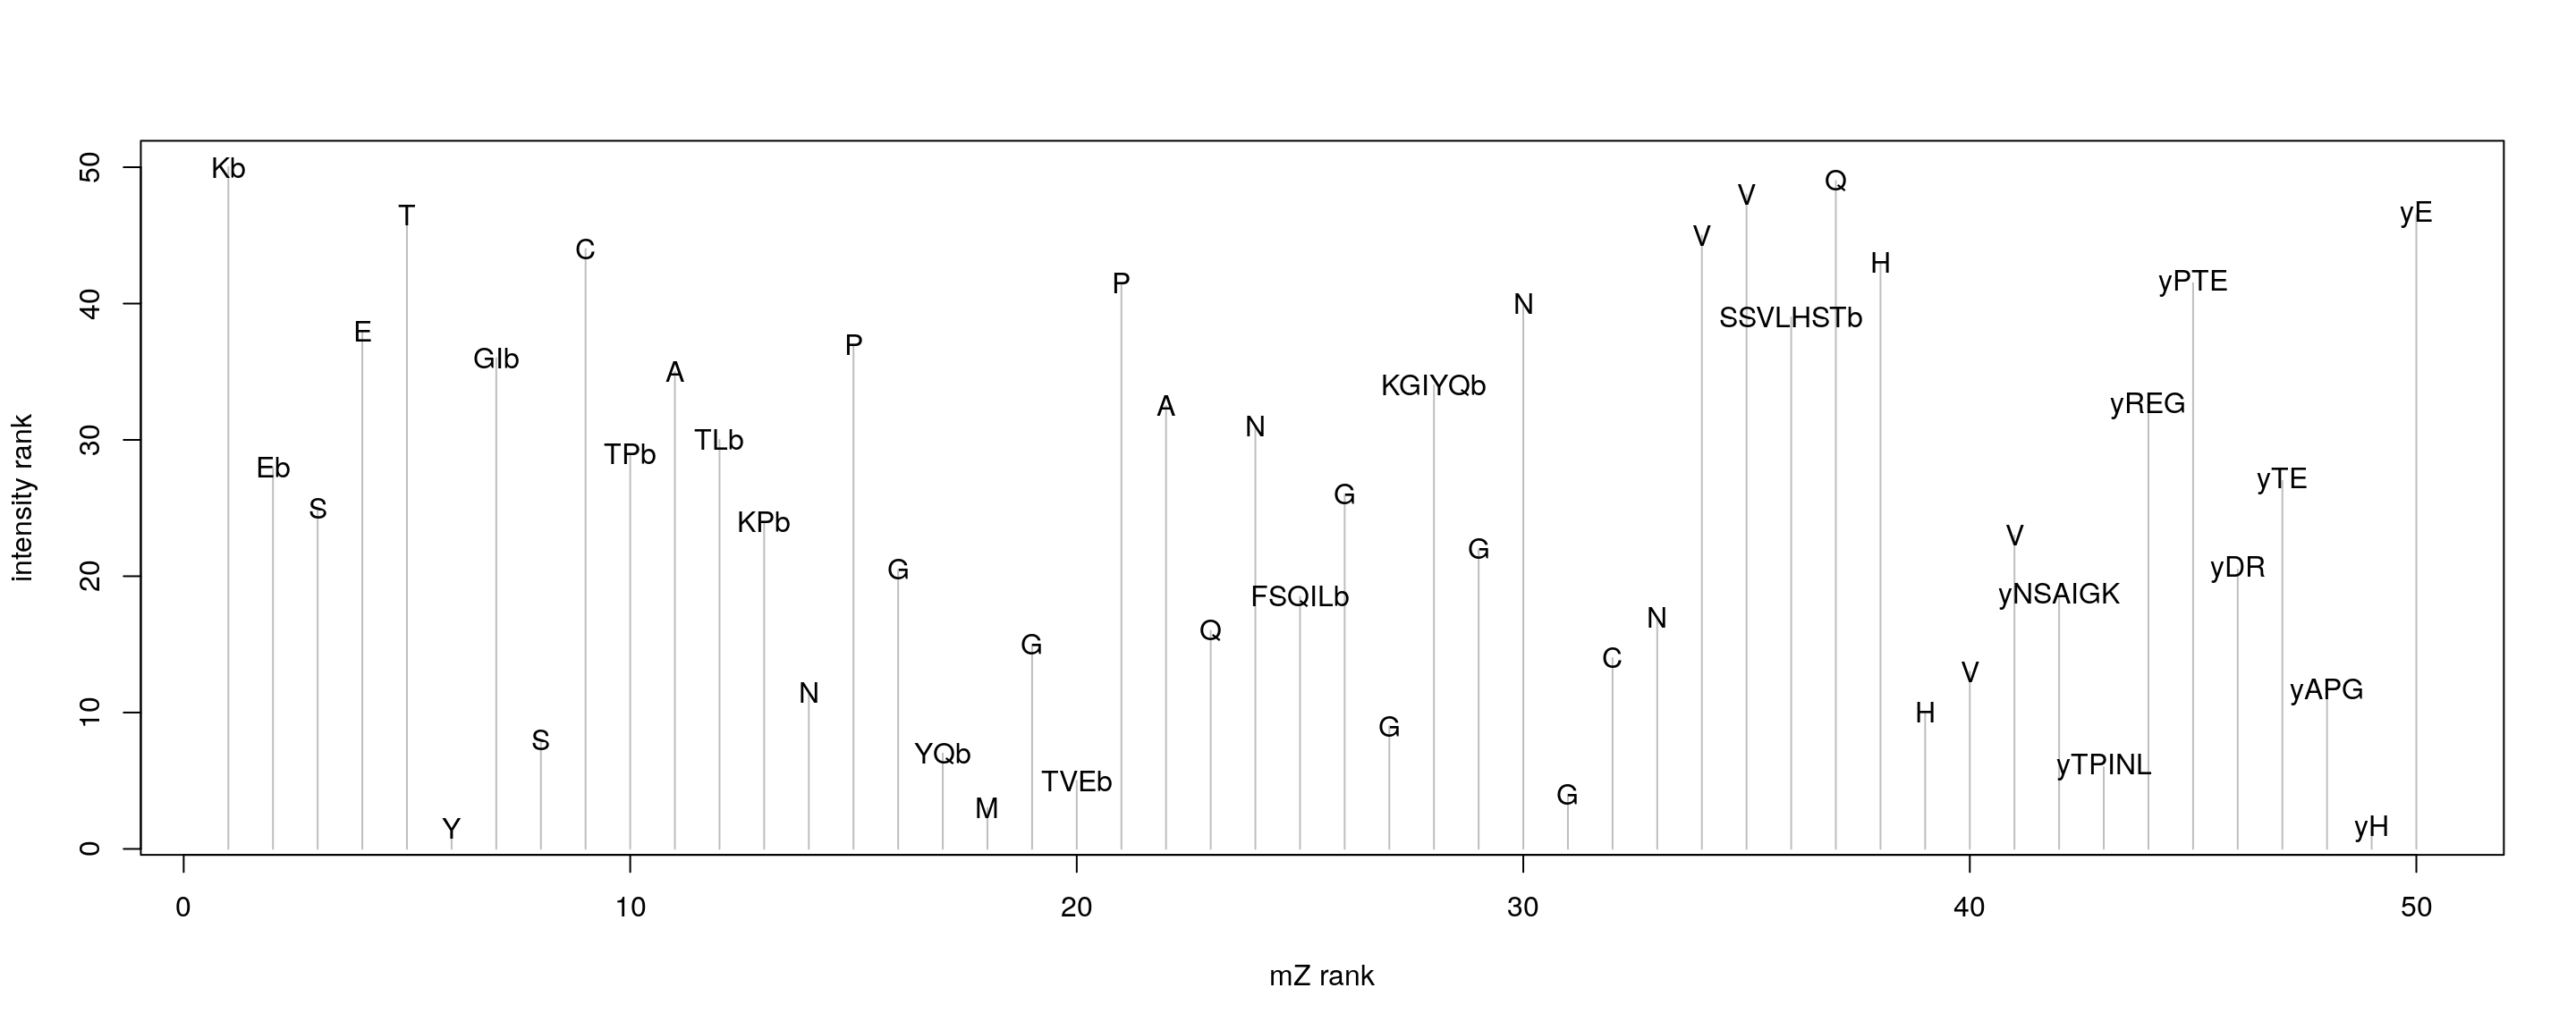 50
40
30
20
10
0
intensity rank
Kb
Eb
S
E
T
Y
GIb
S
C
TPb
A
TLb
KPb
N
P
G
YQb
M
G
TVEb
P
A
Q
N
FSQILb
G
G
KGIYQb
G
N
G
C
N
V
V
SSVLHSTb
Q
H
H
V
V
yNSAIGK
yTPINL
yREG
yPTE
yDR
yTE
yAPG
yH
yE
0 10 20 30 40 50
mZ rank